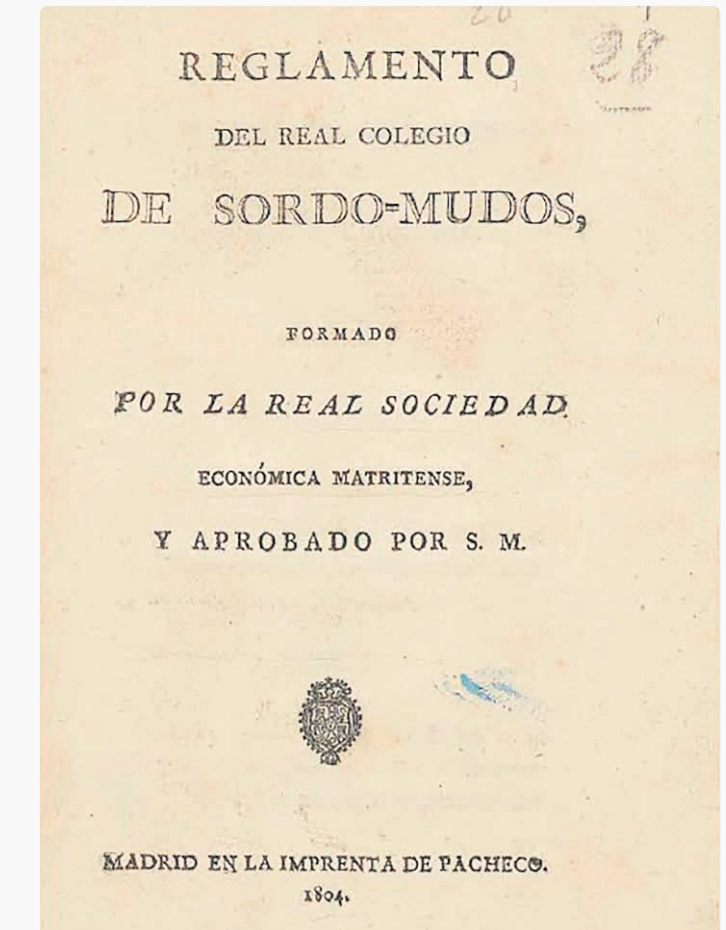 28
REGLAMENTO
DEL REAL COLEGIO
DE SORDO=MUDOS,
FORMADO
POR LA REAL SOCIEDAD
ECONÓMICA MATRITENSE,
Y APROBADO POR S. M.
MADRID EN LA IMPRENTA DE PACHECO.
1804.